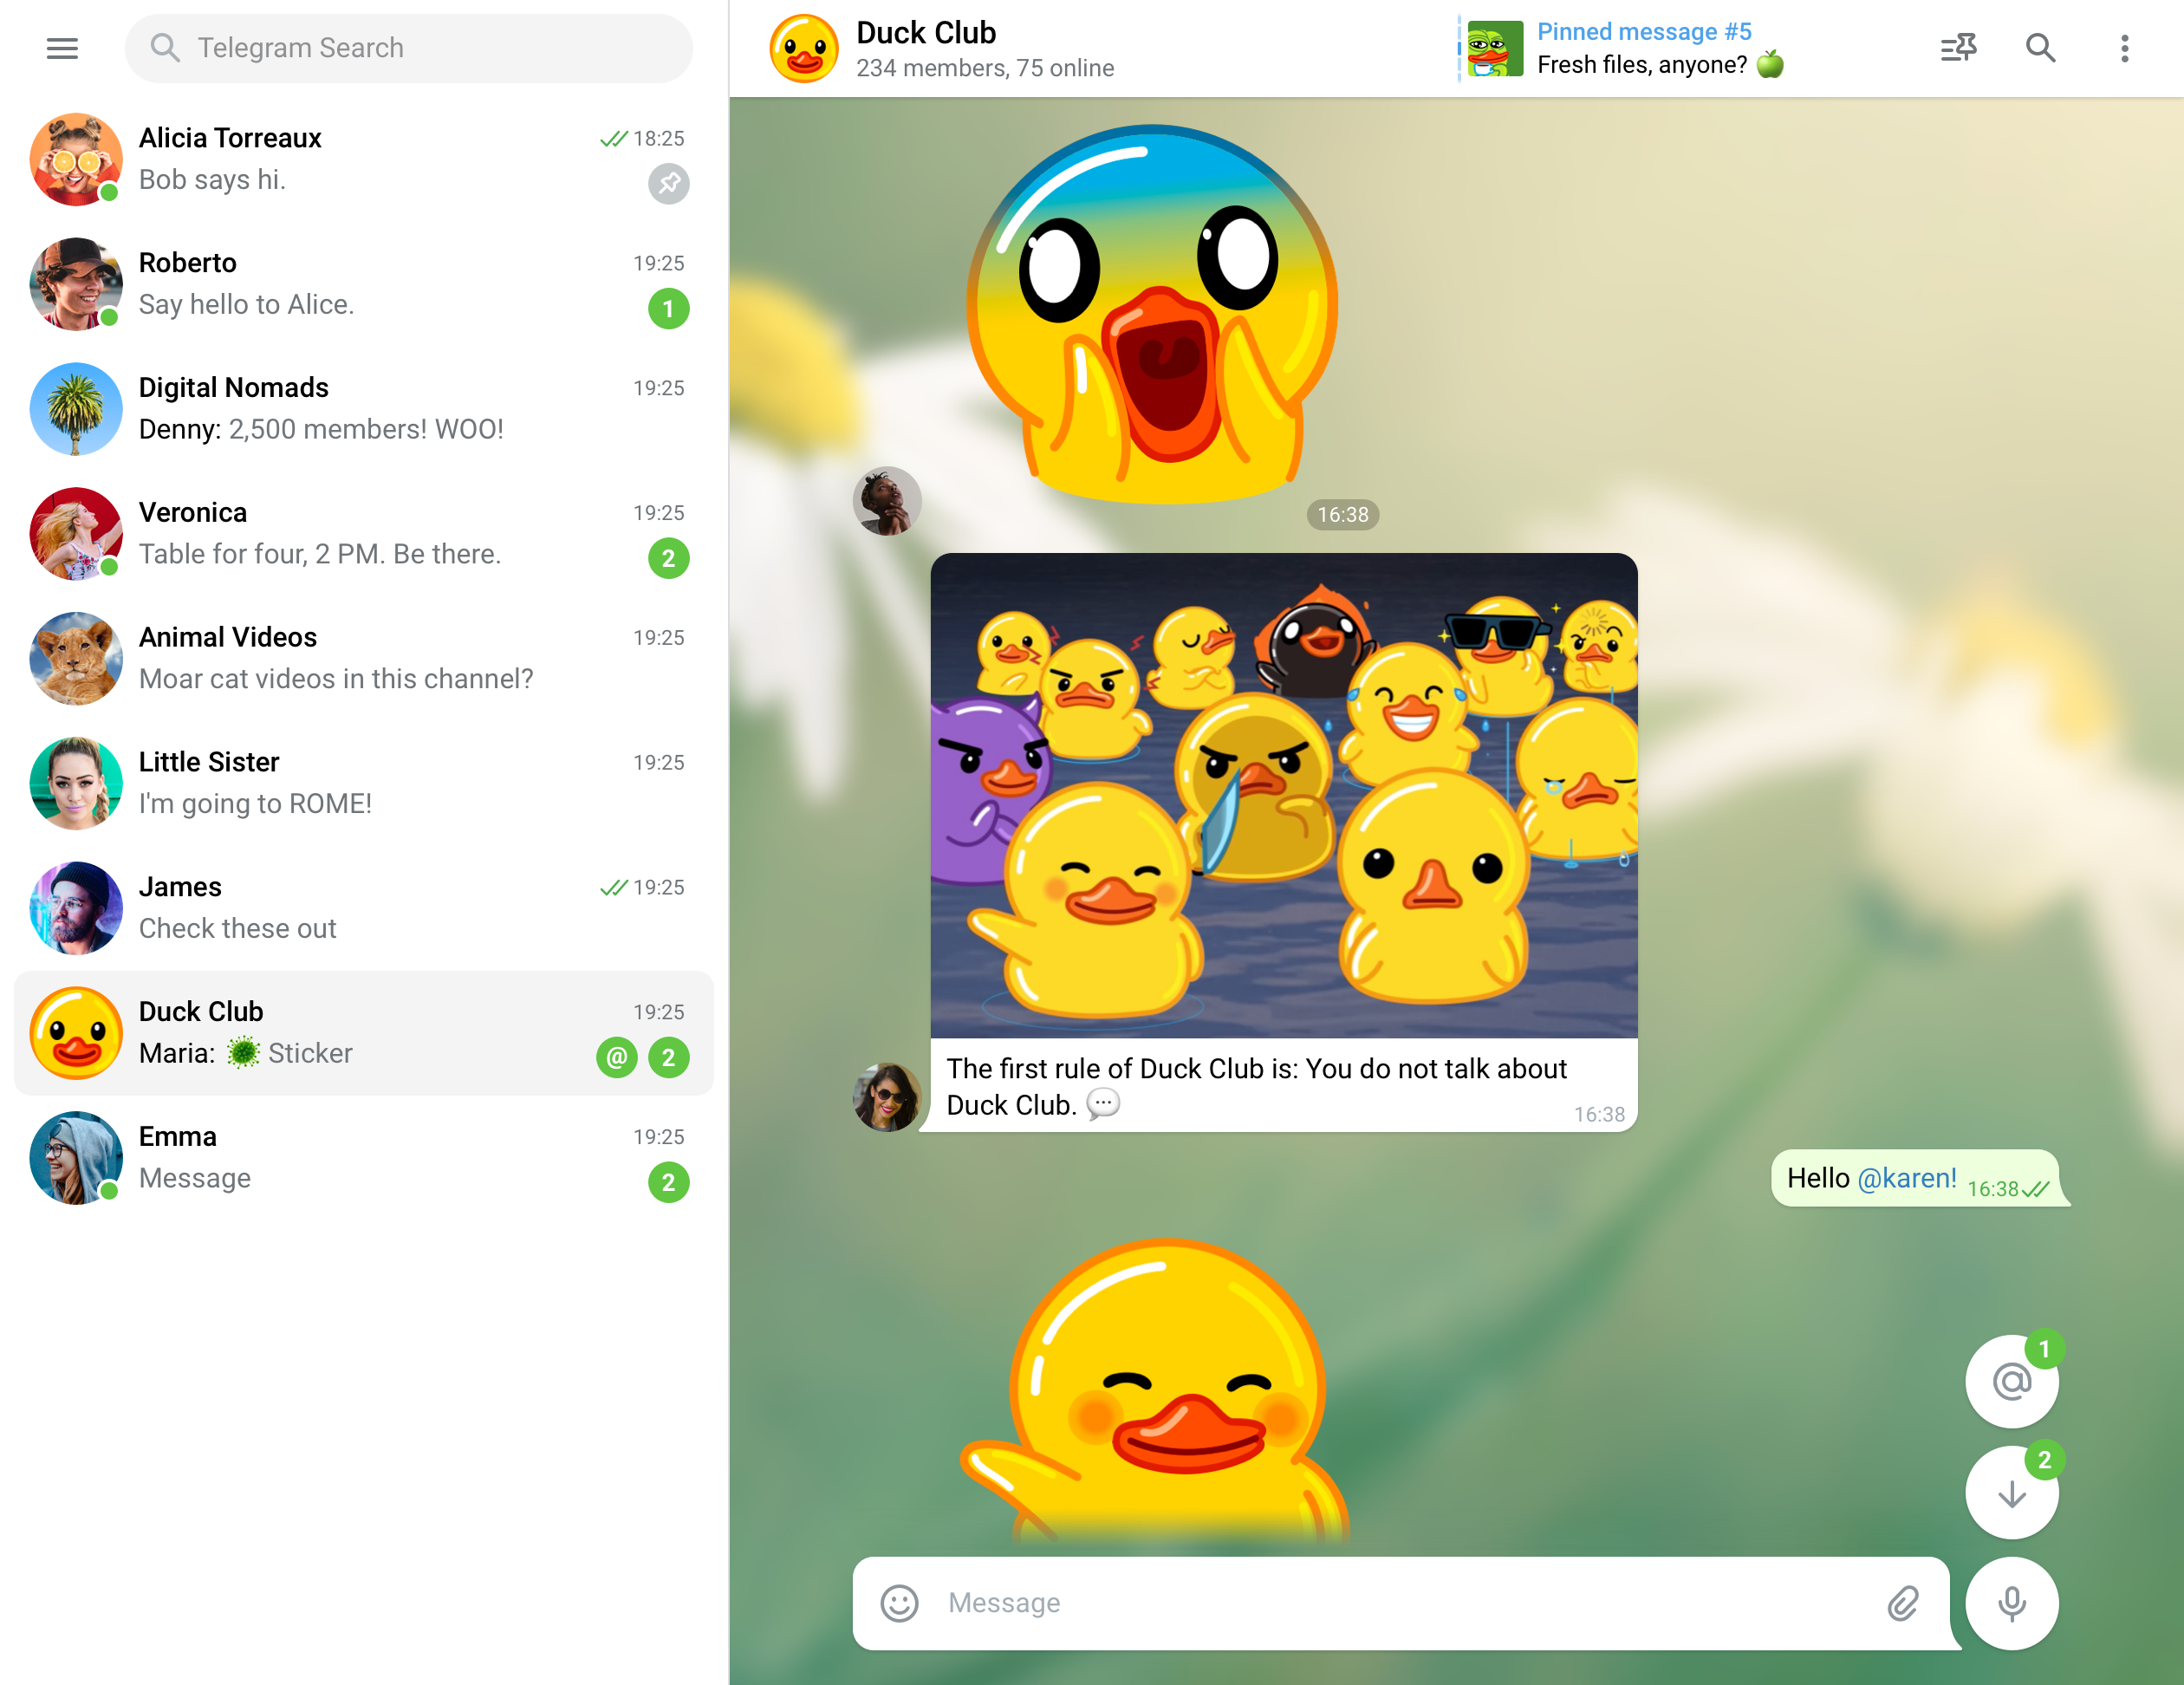 Telegram Search
Alicia Torreaux 18:25
Bob says hi.
Roberto 19:25
Say hello to Alice. 1
Digital Nomads 19:25
Denny: 2,500 members! WOO!
Veronica 19:25
Table for four, 2 PM. Be there. 2
Animal Videos 19:25
Moar cat videos in this channel?
Little Sister 19:25
I'm going to ROME!
James 19:25
Check these out
Duck Club 19:25
Maria: 🦠 Sticker @ 2
Emma 19:25
Message 2
Duck Club
234 members, 75 online
Pinned message #5
Fresh files, anyone? 🍏
16:38
The first rule of Duck Club is: You do not talk about
Duck Club. 💬 16:38
Hello @karen! 16:38
1
@
2
Message